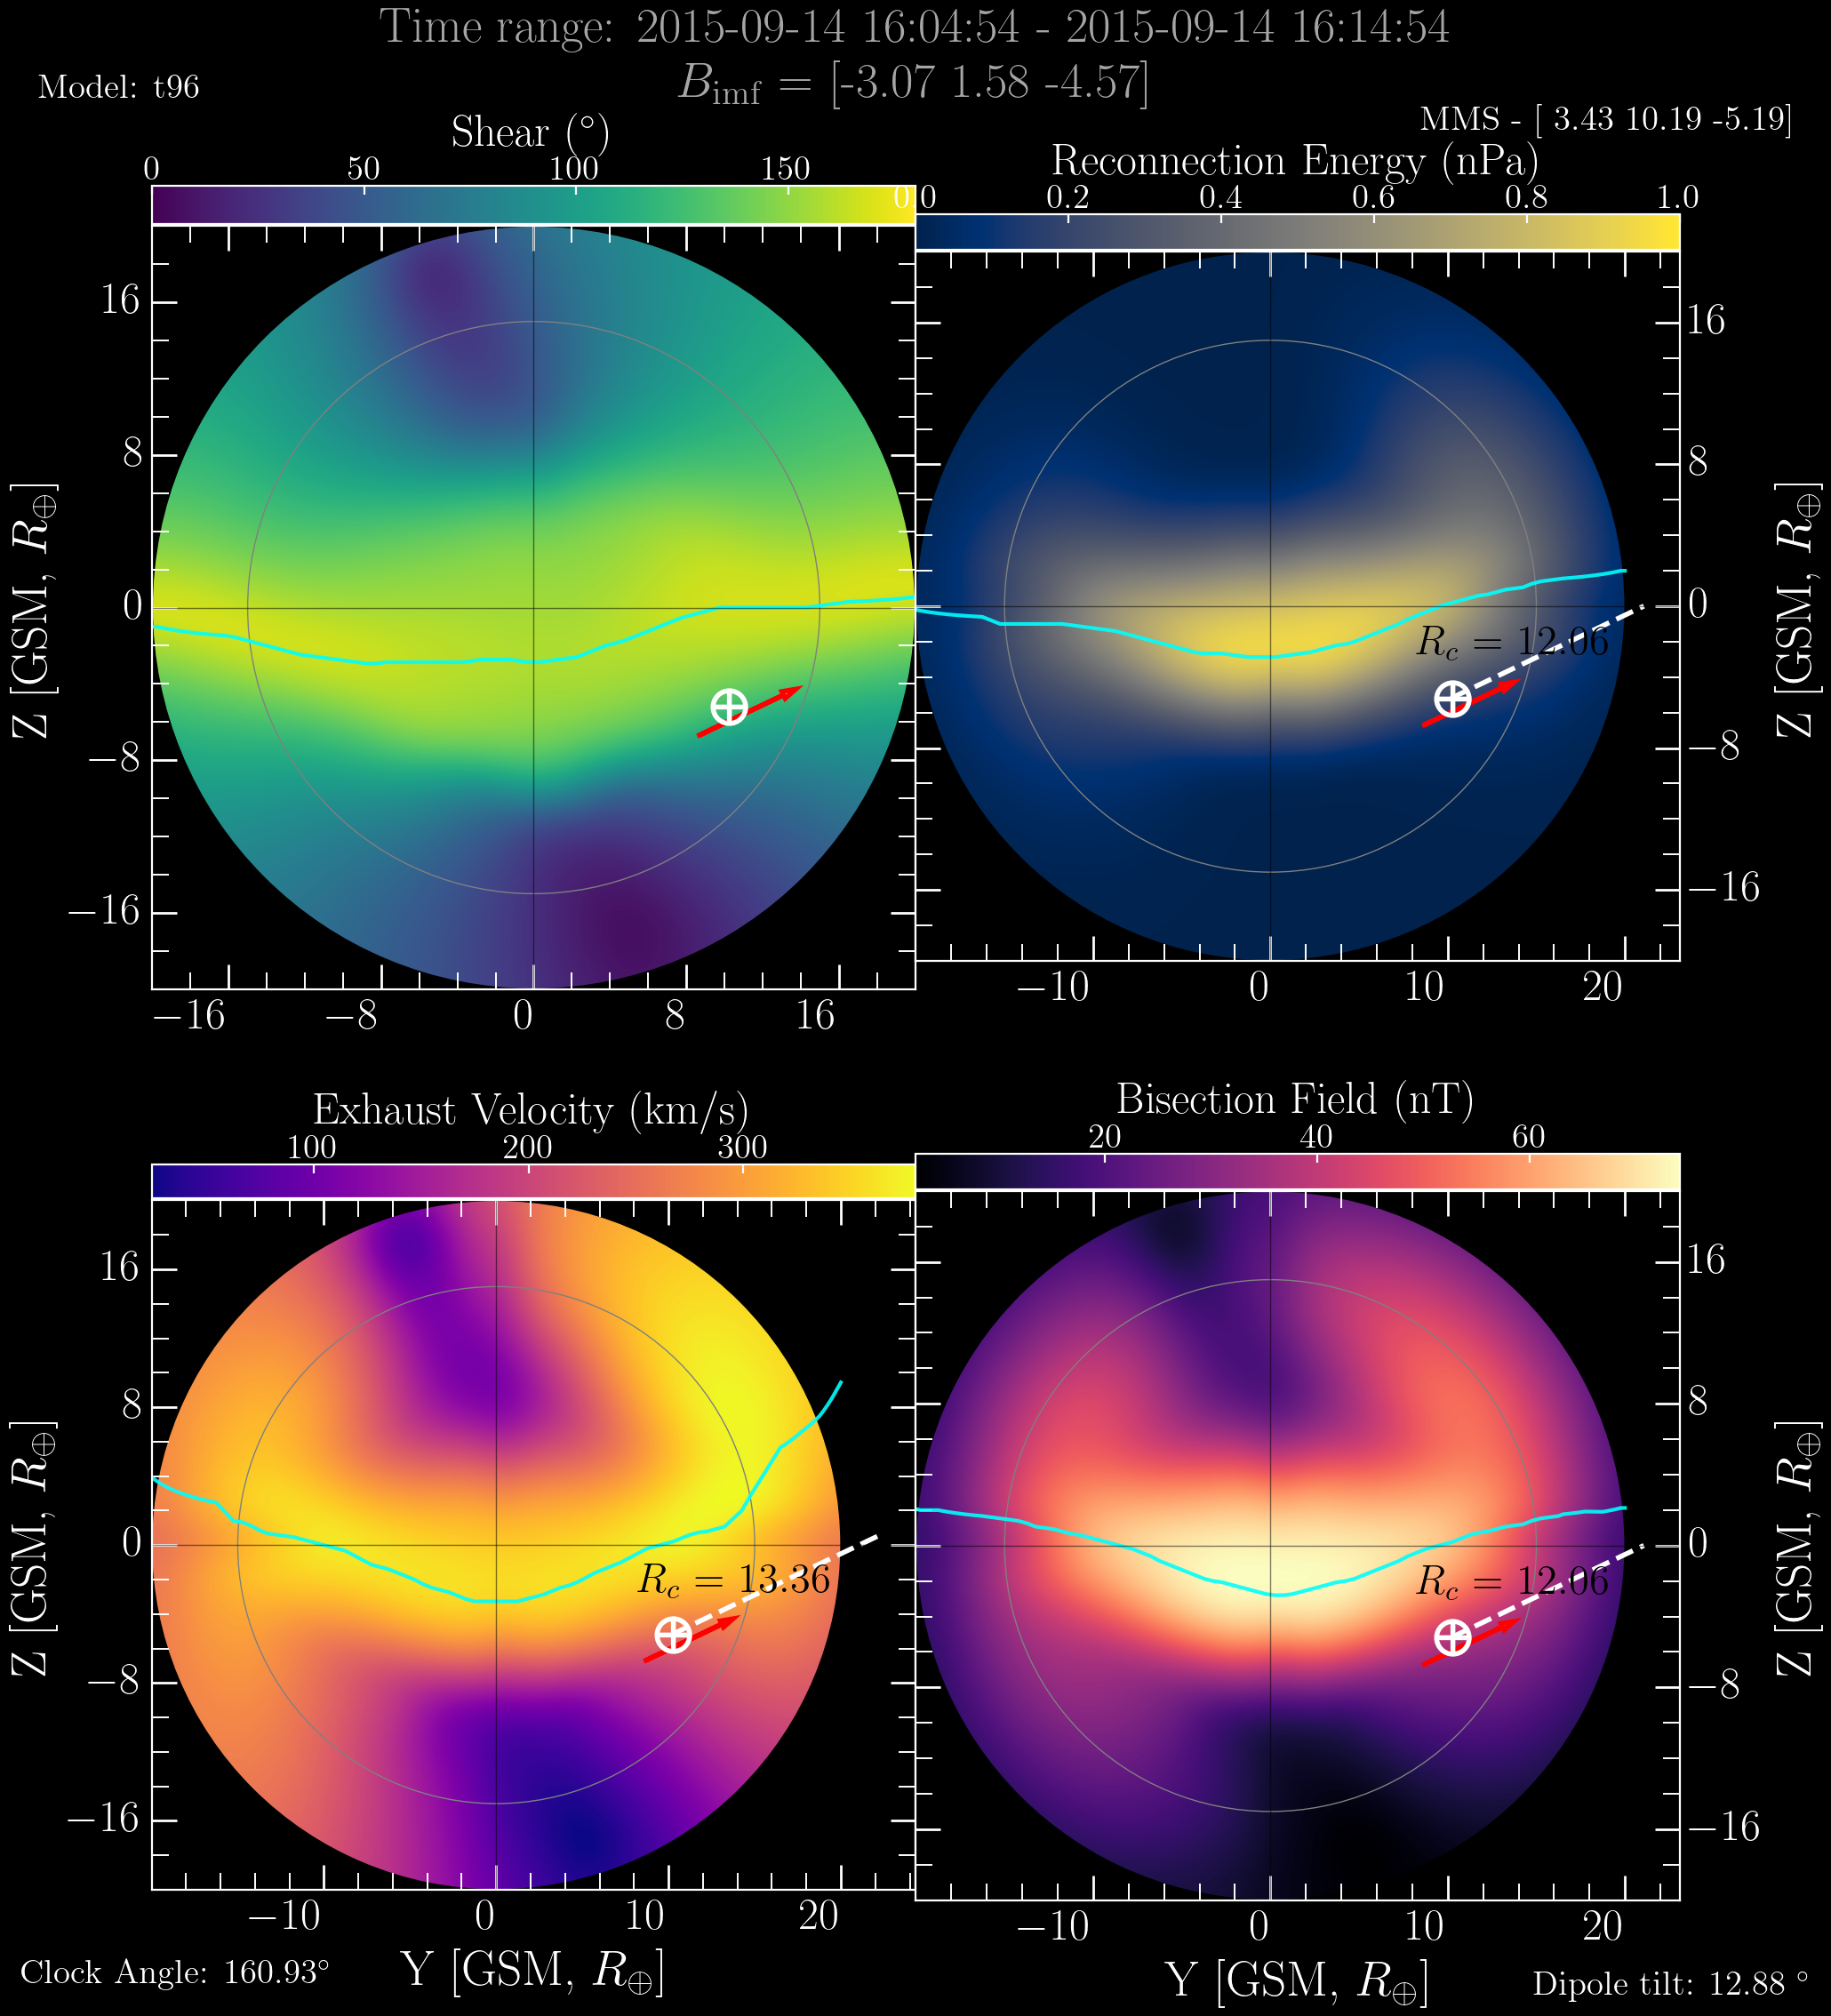 Time range: 2015-09-14 16:04:54 - 2015-09-14 16:14:54
Model: t96
B_imf = [-3.07 1.58 -4.57]
MMS - [ 3.43 10.19 -5.19]
Shear (°)
0 50 100 150
Reconnection Energy (nPa)
0.0 0.2 0.4 0.6 0.8 1.0
Z [GSM, R⊕]
16
8
0
−8
−16
−16 −8 0 8 16
R_c = 12.06
16
8
0
−8
−16
Z [GSM, R⊕]
−10 0 10 20
Exhaust Velocity (km/s)
100 200 300
Bisection Field (nT)
20 40 60
Z [GSM, R⊕]
16
8
0
−8
−16
R_c = 13.36
−10 0 10 20
Y [GSM, R⊕]
R_c = 12.06
16
8
0
−8
−16
Z [GSM, R⊕]
−10 0 10 20
Y [GSM, R⊕]
Clock Angle: 160.93°
Dipole tilt: 12.88 °